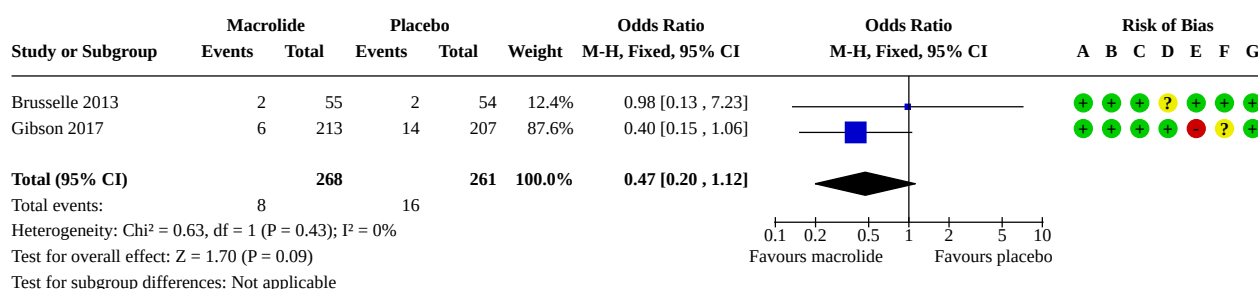 Macrolide Placebo Odds Ratio Odds Ratio Risk of Bias
Study or Subgroup Events Total Events Total Weight M-H, Fixed, 95% CI M-H, Fixed, 95% CI A B C D E F G
Brusselle 2013 2 55 2 54 12.4% 0.98 [0.13 , 7.23] + + + ? + + +
Gibson 2017 6 213 14 207 87.6% 0.40 [0.15 , 1.06] + + + + - ? +
Total (95% CI) 268 261 100.0% 0.47 [0.20 , 1.12]
Total events: 8 16
Heterogeneity: Chi² = 0.63, df = 1 (P = 0.43); I² = 0%
0.1 0.2 0.5 1 2 5 10
Test for overall effect: Z = 1.70 (P = 0.09)
Favours macrolide Favours placebo
Test for subgroup differences: Not applicable